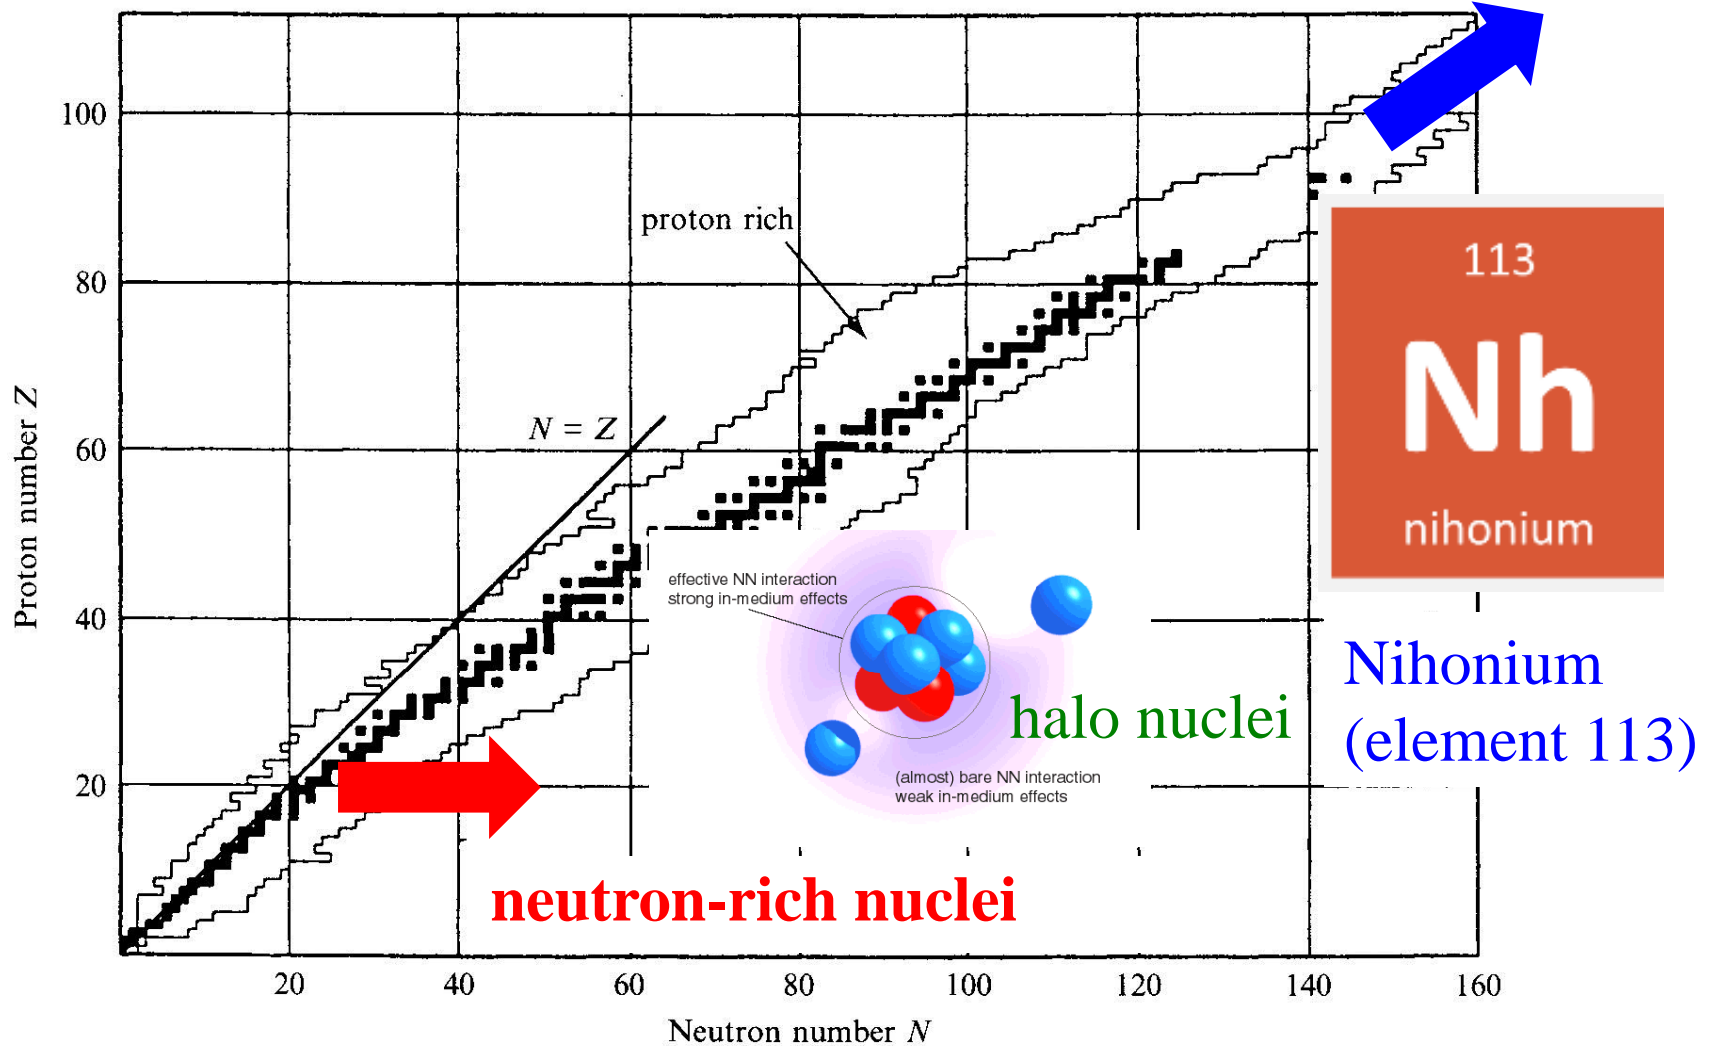 100
80
60
40
20
Proton number Z
proton rich
N = Z
113
Nh
nihonium
effective NN interaction
strong in-medium effects
halo nuclei
(almost) bare NN interaction
weak in-medium effects
Nihonium
(element 113)
neutron-rich nuclei
20 40 60 80 100 120 140 160
Neutron number N